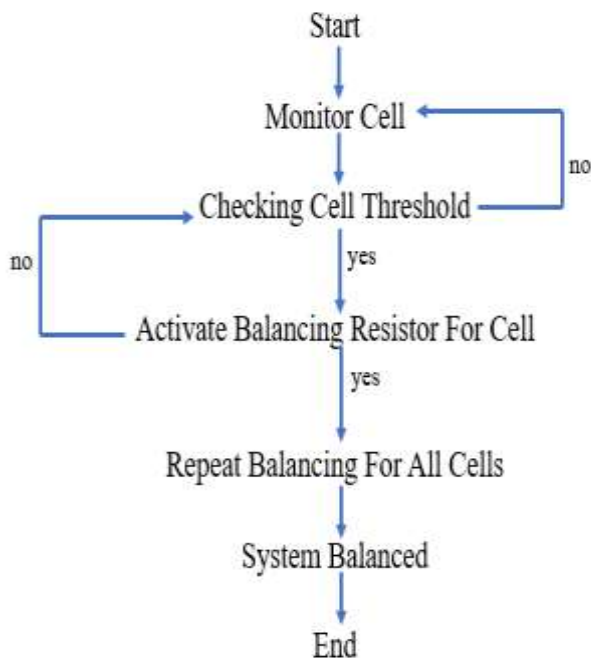 Start
Monitor Cell
no
Checking Cell Threshold
no
yes
Activate Balancing Resistor For Cell
yes
Repeat Balancing For All Cells
System Balanced
End